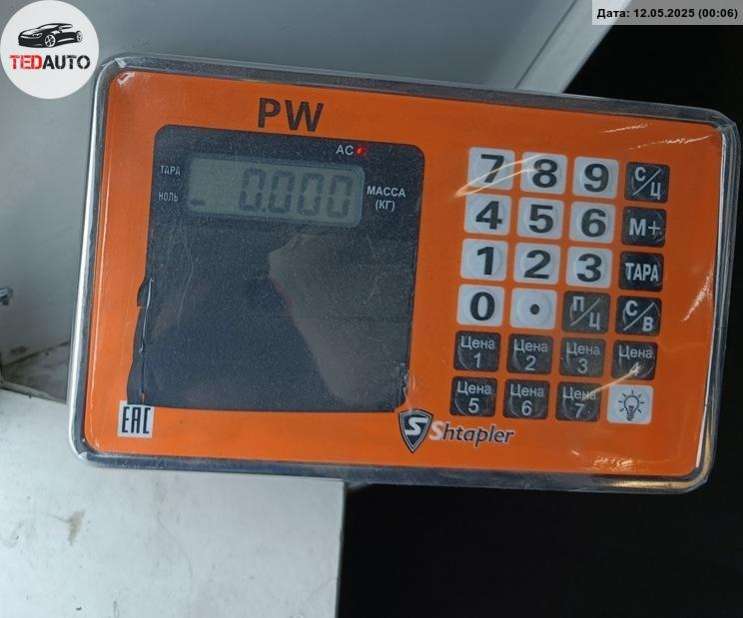 Дата: 12.05.2025 (00:06)
TEDAUTO
PW
AC
ТАРА
НОЛЬ
0.000
МАССА
(КГ)
7 8 9 С/Ц
4 5 6 М+
1 2 3 ТАРА
0 • П/Ц С/В
Цена 1 Цена 2 Цена 3 Цена 4
Цена 5 Цена 6 Цена 7
EAC
S Shtapler